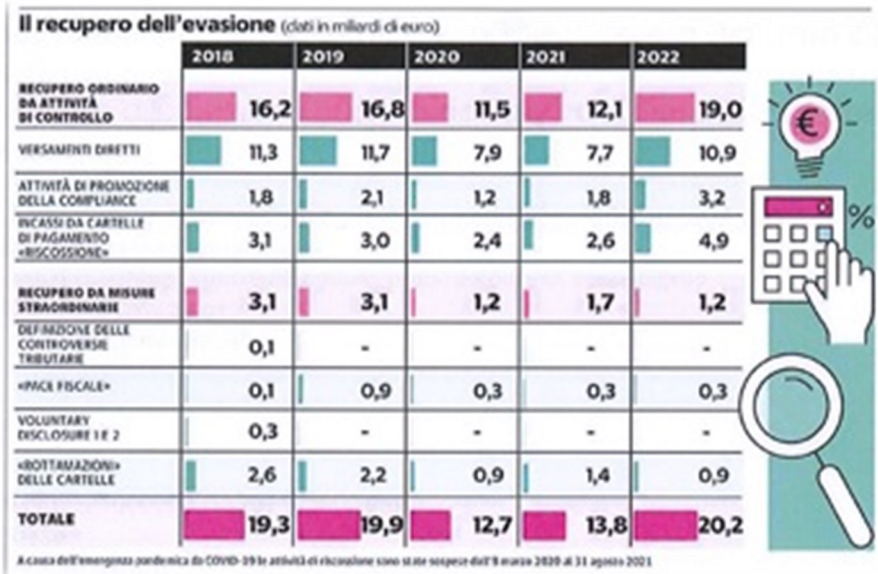 Il recupero dell'evasione (dati in miliardi di euro)
2018 2019 2020 2021 2022
RECUPERO ORDINARIO
DA ATTIVITÀ
DI CONTROLLO
16,2 16,8 11,5 12,1 19,0
VERSAMENTI DIRETTI 11,3 11,7 7,9 7,7 10,9
ATTIVITÀ DI PROMOZIONE
DELLA COMPLIANCE
1,8 2,1 1,2 1,8 3,2
INCASSI DA CARTELLE
DI PAGAMENTO
«RISCOSSIONE»
3,1 3,0 2,4 2,6 4,9
RECUPERO DA MISURE
STRAORDINARIE
3,1 3,1 1,2 1,7 1,2
DEFINIZIONE DELLE
CONTROVERSIE
TRIBUTARIE
0,1 - - - -
«PACE FISCALE» 0,1 0,9 0,3 0,3 0,3
VOLUNTARY
DISCLOSURE 1 E 2
0,3 - - - -
«ROTTAMAZIONI»
DELLE CARTELLE
2,6 2,2 0,9 1,4 0,9
TOTALE 19,3 19,9 12,7 13,8 20,2
A causa dell'emergenza pandemica da COVID-19 le attività di riscossione sono state sospese dall'8 marzo 2020 al 31 agosto 2021
€
%